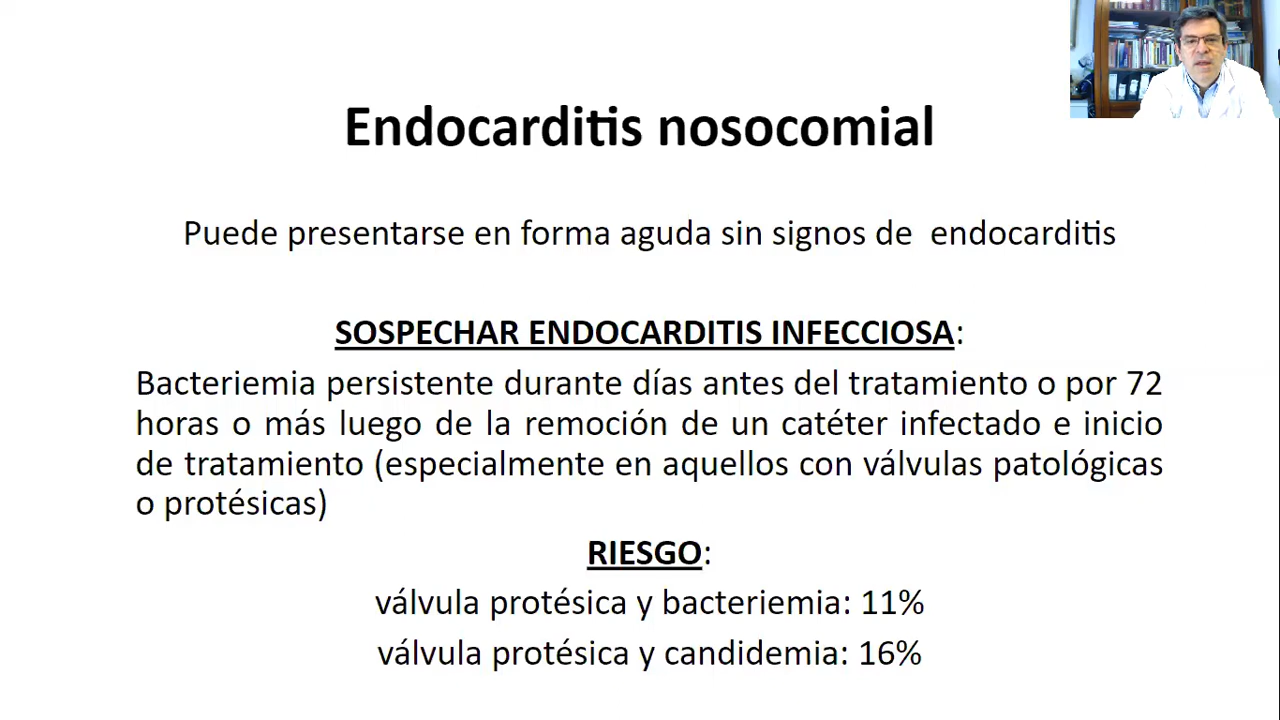 Endocarditis nosocomial
Puede presentarse en forma aguda sin signos de endocarditis
SOSPECHAR ENDOCARDITIS INFECCIOSA:
Bacteriemia persistente durante días antes del tratamiento o por 72
horas o más luego de la remoción de un catéter infectado e inicio
de tratamiento (especialmente en aquellos con válvulas patológicas
o protésicas)
RIESGO:
válvula protésica y bacteriemia: 11%
válvula protésica y candidemia: 16%